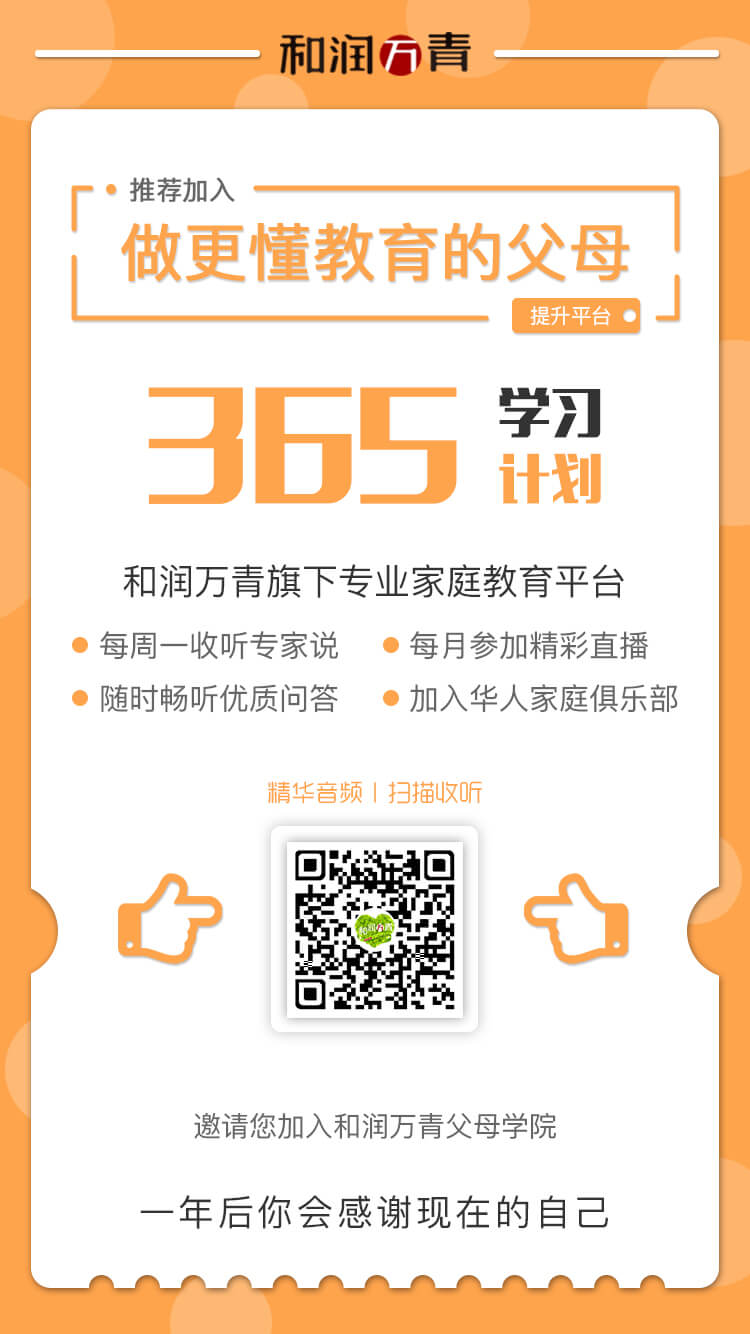 和润万青
推荐加入
做更懂教育的父母
提升平台
365
学习
计划
和润万青旗下专业家庭教育平台
每周一收听专家说
每月参加精彩直播
随时畅听优质问答
加入华人家庭俱乐部
精华音频丨扫描收听
和润万青
邀请您加入和润万青父母学院
一年后你会感谢现在的自己